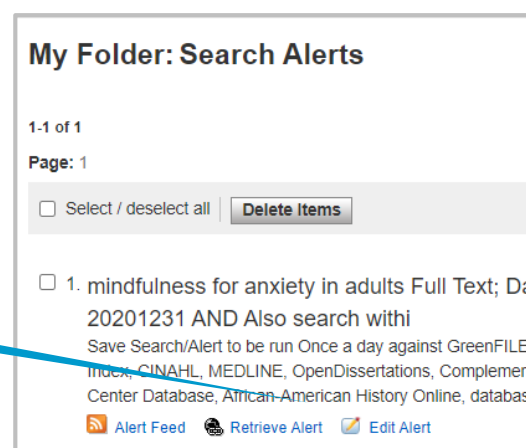 My Folder: Search Alerts
1-1 of 1
Page: 1
Select / deselect all Delete Items
1. mindfulness for anxiety in adults Full Text; Da
20201231 AND Also search withi
Save Search/Alert to be run Once a day against GreenFILE
Index, CINAHL, MEDLINE, OpenDissertations, Complemen
Center Database, African-American History Online, databas
Alert Feed Retrieve Alert Edit Alert